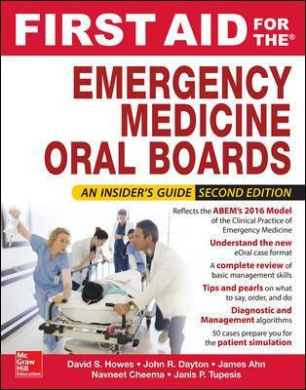 FIRST AID FOR THE®
EMERGENCY
MEDICINE
ORAL BOARDS
AN INSIDER'S GUIDE SECOND EDITION
Reflects the ABEM's 2016 Model
of the Clinical Practice of
Emergency Medicine
Understand the new
eOral case format
A complete review of
basic management skills
Tips and pearls on what
to say, order, and do
Diagnostic and
Management algorithms
50 cases prepare you for the
patient simulation
Mc
Graw
Hill
Education
David S. Howes • John R. Dayton • James Ahn
Navneet Cheema • Janis P. Tupesis